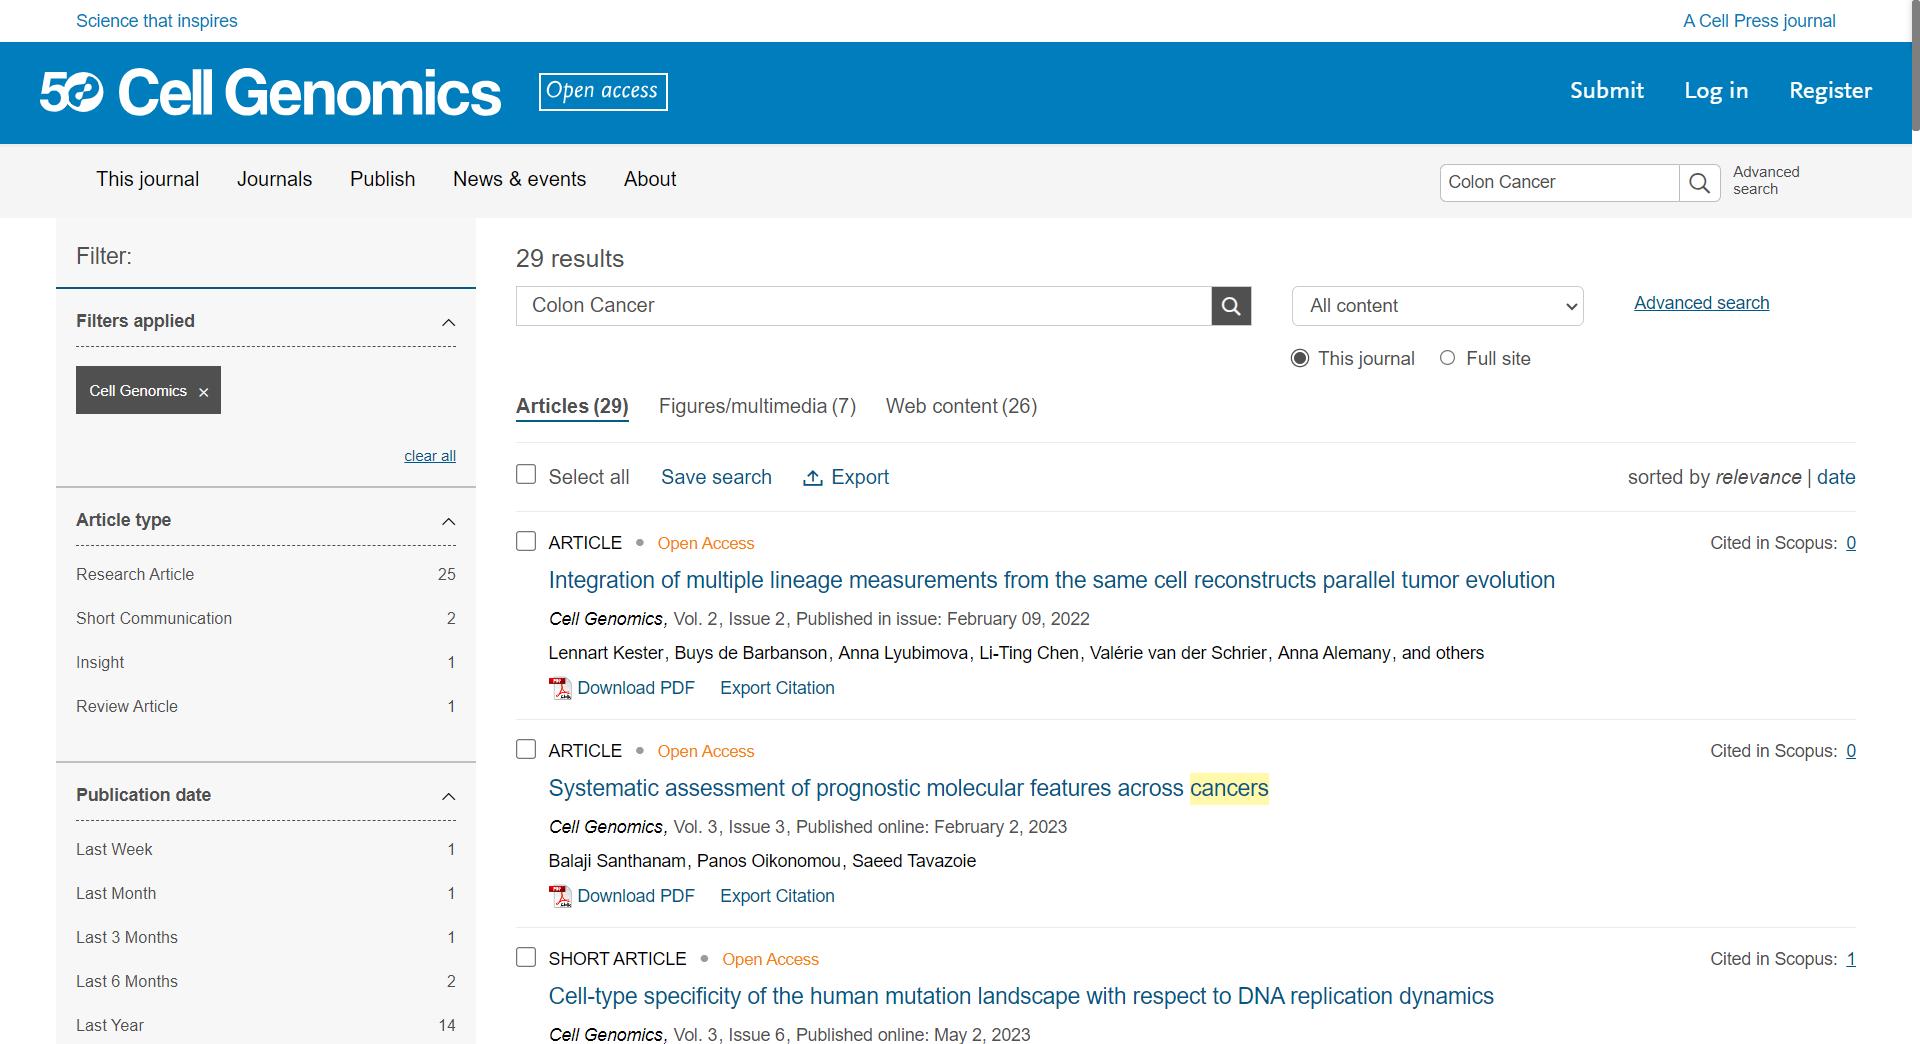 Science that inspires
A Cell Press journal
50 Cell Genomics
Open access
Submit
Log in
Register
This journal
Journals
Publish
News & events
About
Colon Cancer
Advanced
search
Filter:
Filters applied
Cell Genomics ×
clear all
Article type
Research Article 25
Short Communication 2
Insight 1
Review Article 1
Publication date
Last Week 1
Last Month 1
Last 3 Months 1
Last 6 Months 2
Last Year 14
29 results
Colon Cancer
All content
Advanced search
This journal
Full site
Articles (29)
Figures/multimedia (7)
Web content (26)
Select all
Save search
Export
sorted by relevance | date
ARTICLE • Open Access
Cited in Scopus: 0
Integration of multiple lineage measurements from the same cell reconstructs parallel tumor evolution
Cell Genomics, Vol. 2, Issue 2, Published in issue: February 09, 2022
Lennart Kester, Buys de Barbanson, Anna Lyubimova, Li-Ting Chen, Valérie van der Schrier, Anna Alemany, and others
Download PDF
Export Citation
ARTICLE • Open Access
Cited in Scopus: 0
Systematic assessment of prognostic molecular features across cancers
Cell Genomics, Vol. 3, Issue 3, Published online: February 2, 2023
Balaji Santhanam, Panos Oikonomou, Saeed Tavazoie
Download PDF
Export Citation
SHORT ARTICLE • Open Access
Cited in Scopus: 1
Cell-type specificity of the human mutation landscape with respect to DNA replication dynamics
Cell Genomics, Vol. 3, Issue 6, Published online: May 2, 2023